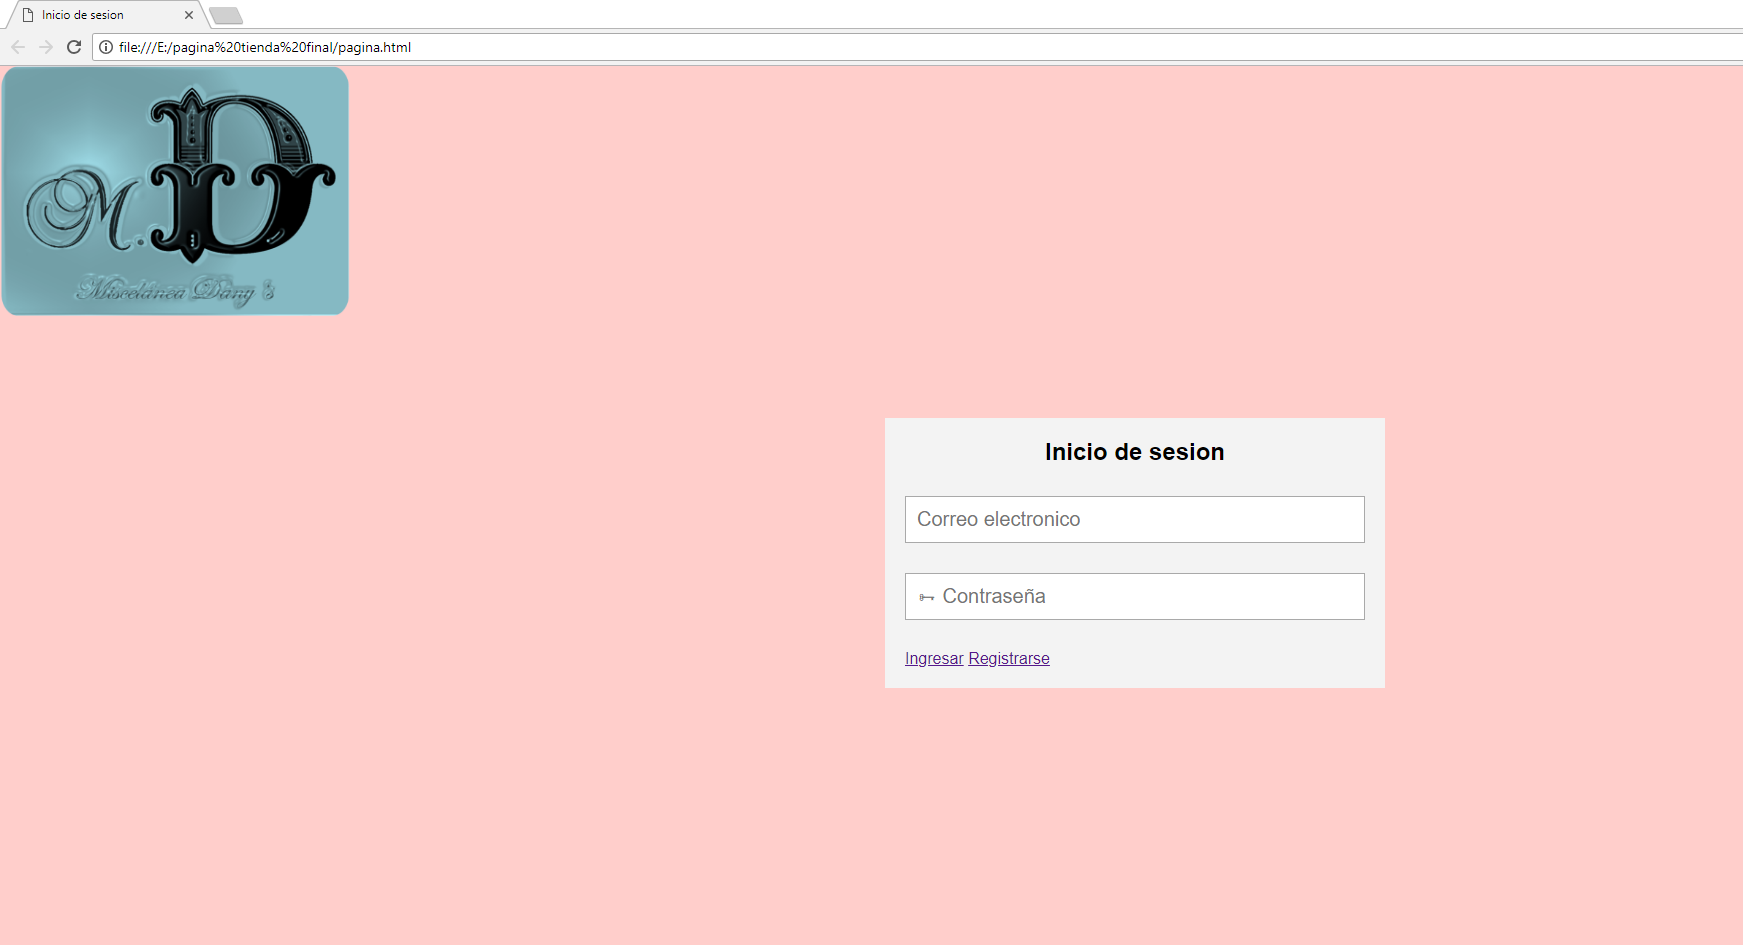 Inicio de sesion
file:///E:/pagina%20tienda%20final/pagina.html
M.D
Miscelánea Dany 8
Inicio de sesion
Correo electronico
Contraseña
Ingresar Registrarse